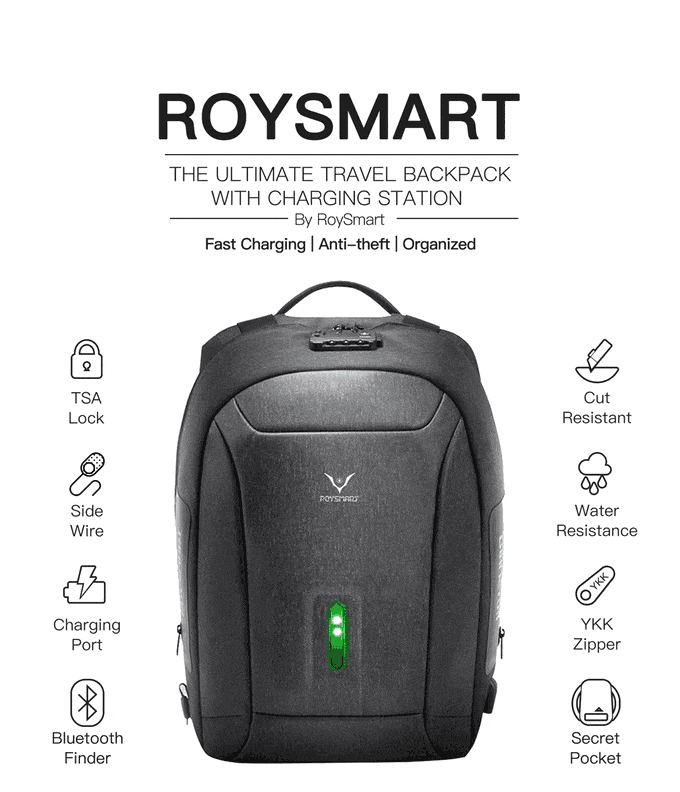 ROYSMART
THE ULTIMATE TRAVEL BACKPACK
WITH CHARGING STATION
By RoySmart
Fast Charging | Anti-theft | Organized
TSA
Lock
Side
Wire
Charging
Port
Bluetooth
Finder
ROYSMART
Cut
Resistant
Water
Resistance
YKK
YKK
Zipper
Secret
Pocket